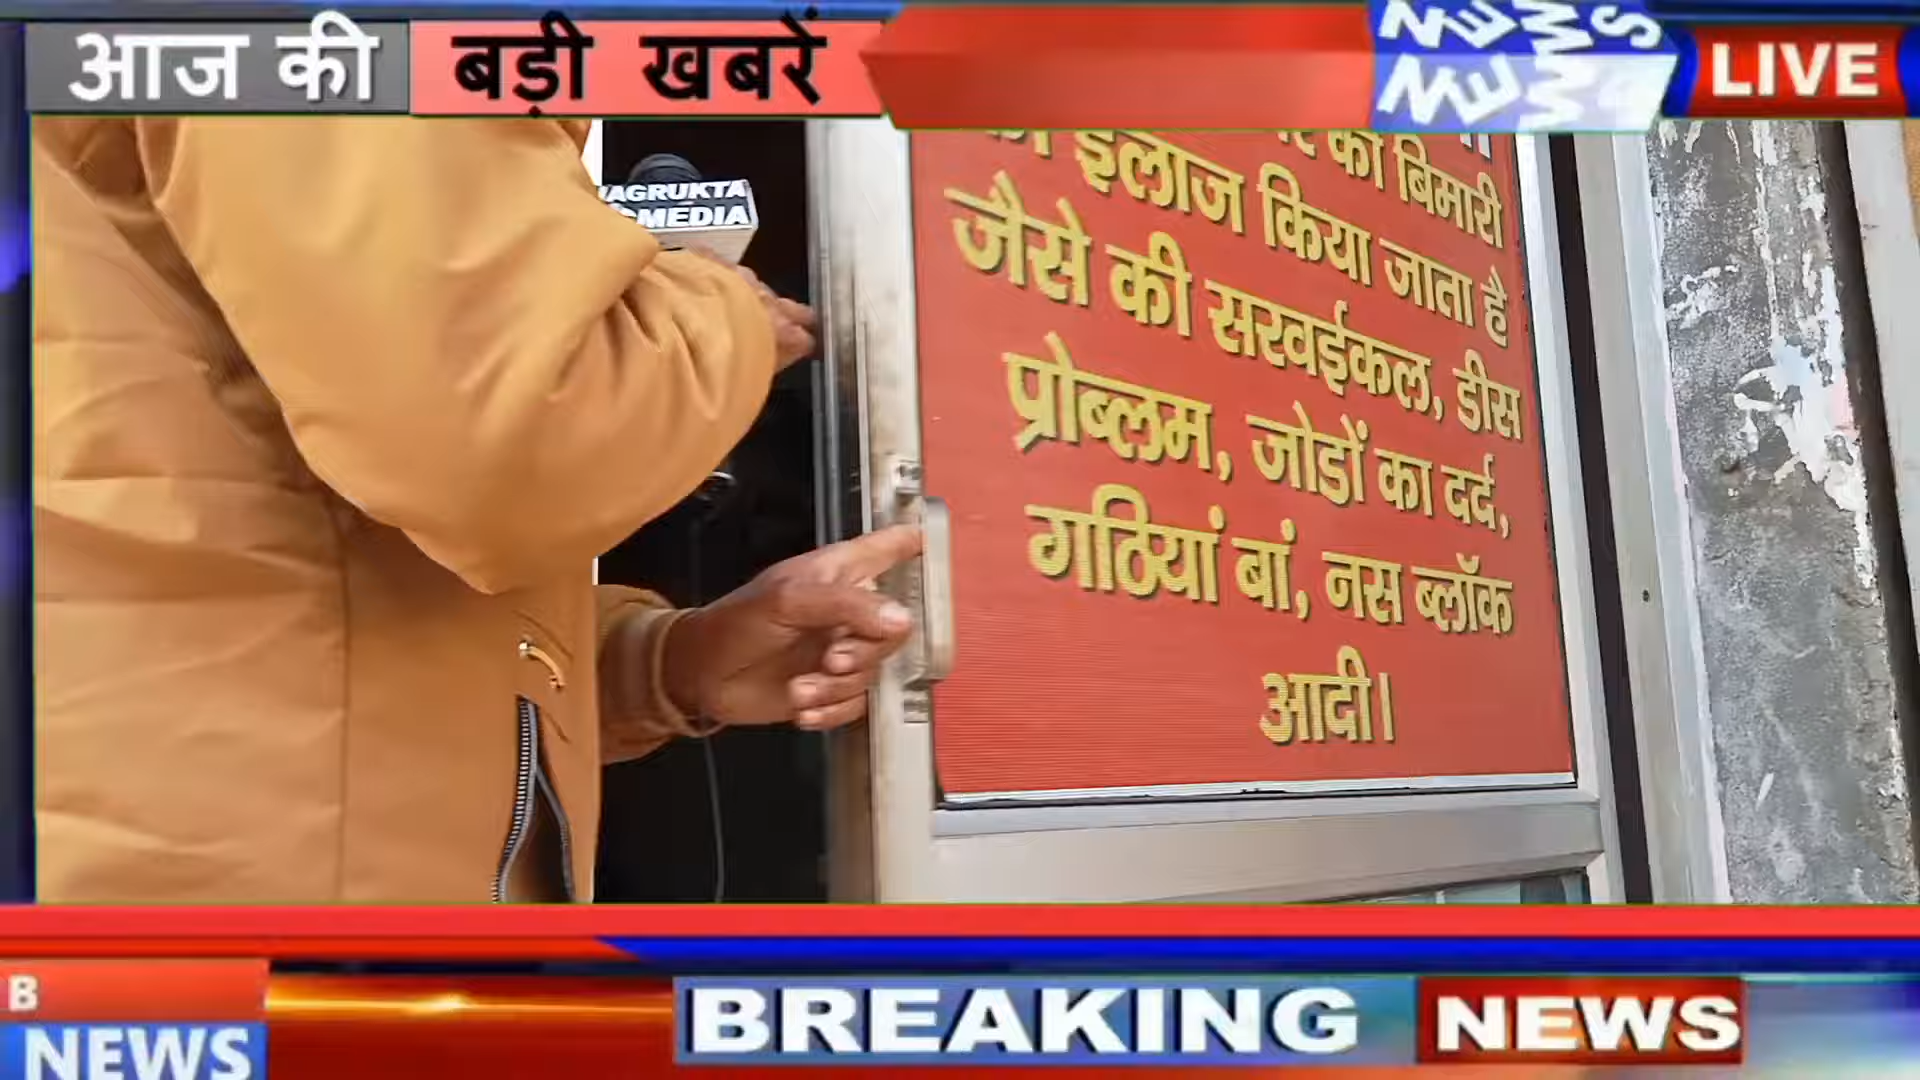 आज की बड़ी खबरें
NEWS
NEWS
LIVE
AGRUKTA
MEDIA
की बिमारी
इलाज किया जाता है
जैसे की सरवईकल, डीस
प्रोब्लम, जोडों का दर्द,
गठियां बां, नस ब्लॉक
आदी।
B
NEWS
BREAKING NEWS